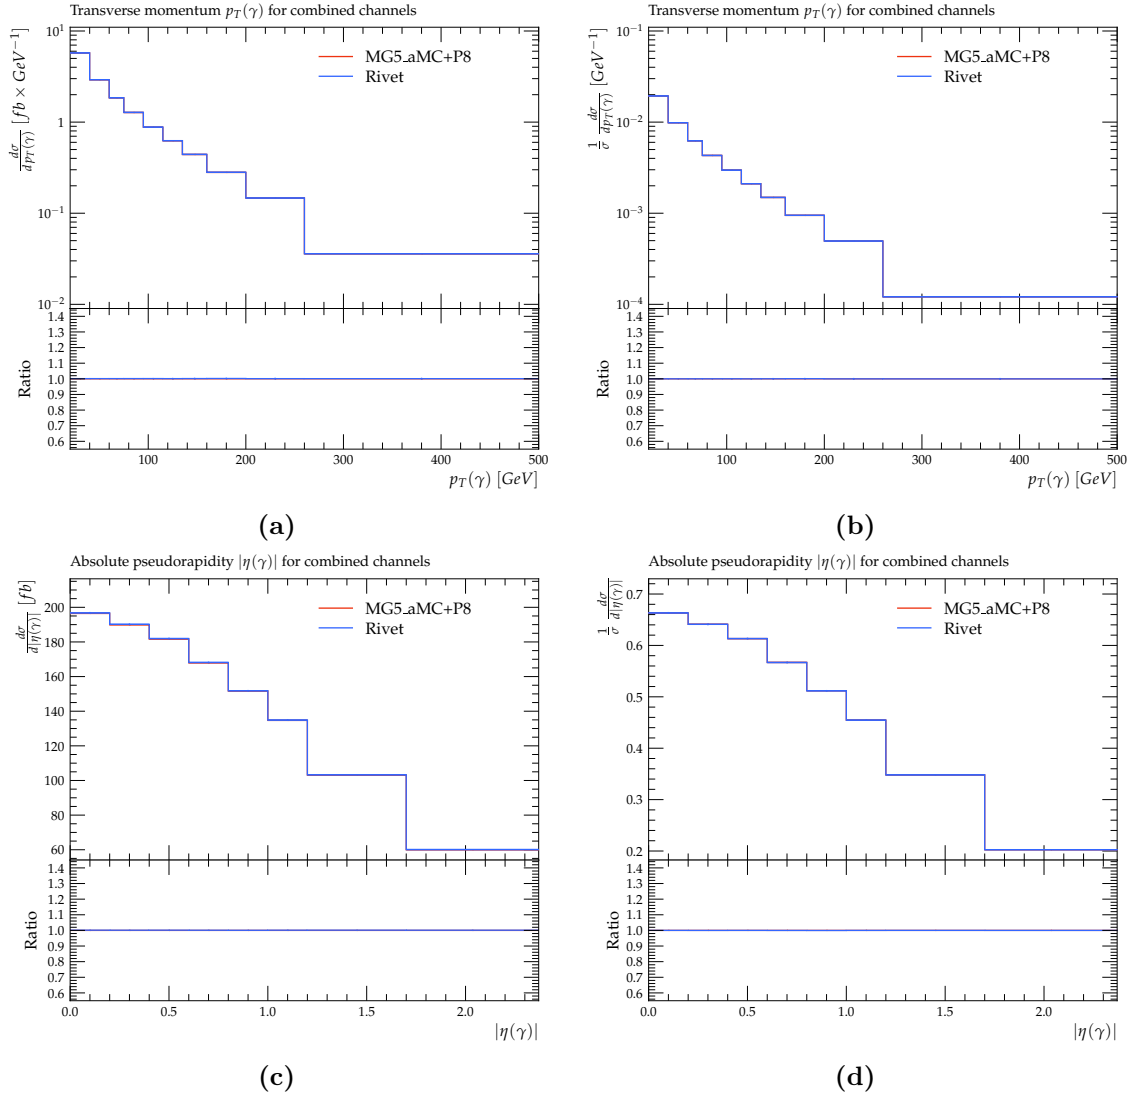 Transverse momentum p_T(γ) for combined channels
dσ/dp_T(γ) [fb × GeV⁻¹]
10¹
1
10⁻¹
10⁻²
MG5_aMC+P8
Rivet
Ratio
1.4
1.3
1.2
1.1
1.0
0.9
0.8
0.7
0.6
100 200 300 400 500
p_T(γ) [GeV]
(a)
Transverse momentum p_T(γ) for combined channels
1/σ dσ/dp_T(γ) [GeV⁻¹]
10⁻¹
10⁻²
10⁻³
10⁻⁴
MG5_aMC+P8
Rivet
Ratio
1.4
1.3
1.2
1.1
1.0
0.9
0.8
0.7
0.6
100 200 300 400 500
p_T(γ) [GeV]
(b)
Absolute pseudorapidity |η(γ)| for combined channels
dσ/d|η(γ)| [fb]
200
180
160
140
120
100
80
60
MG5_aMC+P8
Rivet
Ratio
1.4
1.3
1.2
1.1
1.0
0.9
0.8
0.7
0.6
0.0 0.5 1.0 1.5 2.0
|η(γ)|
(c)
Absolute pseudorapidity |η(γ)| for combined channels
1/σ dσ/d|η(γ)|
0.7
0.6
0.5
0.4
0.3
0.2
MG5_aMC+P8
Rivet
Ratio
1.4
1.3
1.2
1.1
1.0
0.9
0.8
0.7
0.6
0.0 0.5 1.0 1.5 2.0
|η(γ)|
(d)